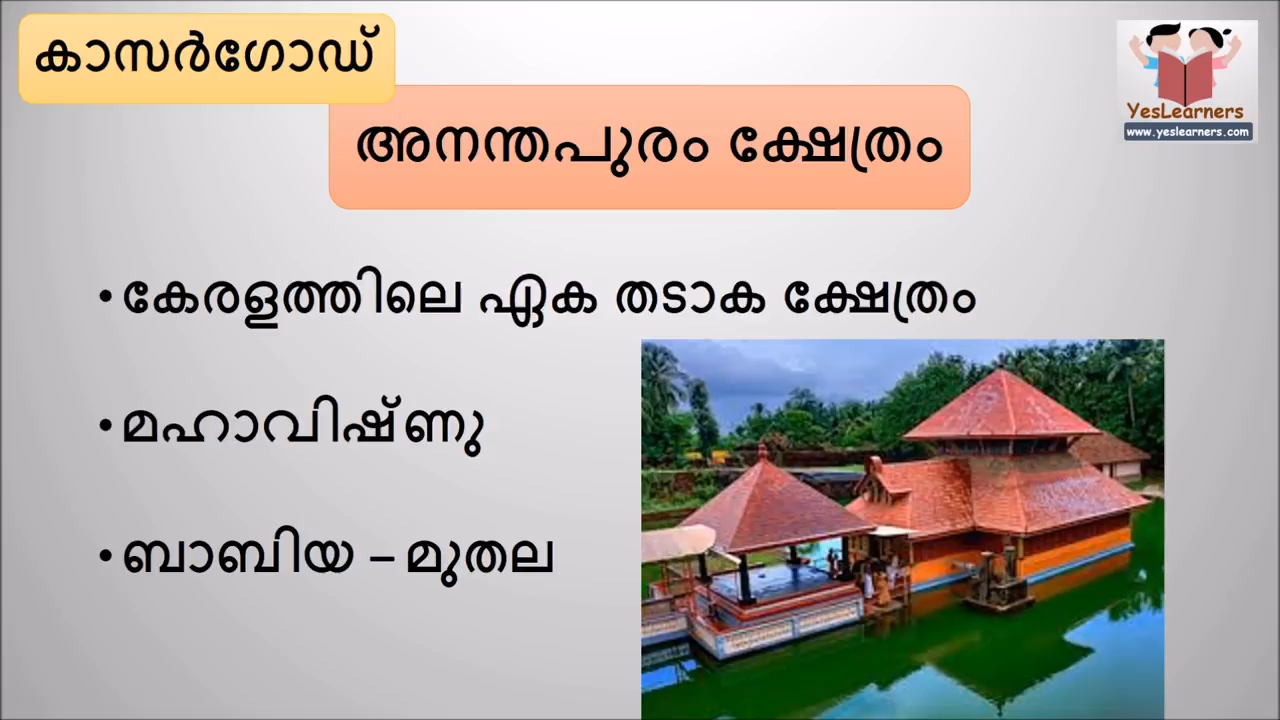 കാസർഗോഡ്
അനന്തപുരം ക്ഷേത്രം
YesLearners
www.yeslearners.com
• കേരളത്തിലെ ഏക തടാക ക്ഷേത്രം
• മഹാവിഷ്ണു
• ബാബിയ – മുതല